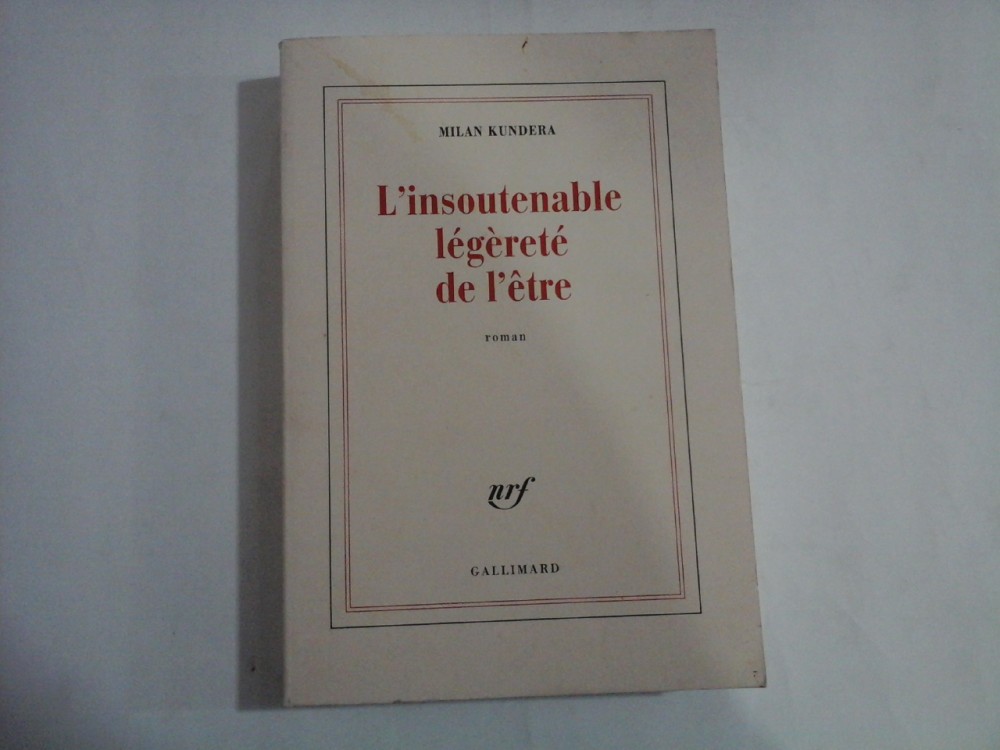 MILAN KUNDERA
L'insoutenable
légèreté
de l'être
roman
nrf
GALLIMARD